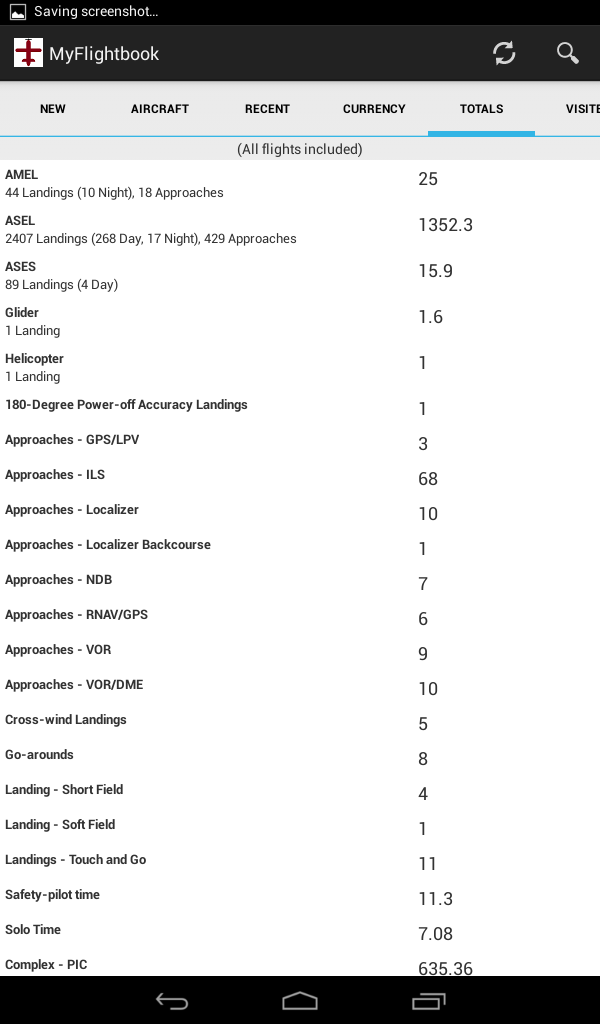 Saving screenshot...
MyFlightbook
NEW AIRCRAFT RECENT CURRENCY TOTALS VISITE
(All flights included)
AMEL 25
44 Landings (10 Night), 18 Approaches
ASEL 1352.3
2407 Landings (268 Day, 17 Night), 429 Approaches
ASES 15.9
89 Landings (4 Day)
Glider 1.6
1 Landing
Helicopter 1
1 Landing
180-Degree Power-off Accuracy Landings 1
Approaches - GPS/LPV 3
Approaches - ILS 68
Approaches - Localizer 10
Approaches - Localizer Backcourse 1
Approaches - NDB 7
Approaches - RNAV/GPS 6
Approaches - VOR 9
Approaches - VOR/DME 10
Cross-wind Landings 5
Go-arounds 8
Landing - Short Field 4
Landing - Soft Field 1
Landings - Touch and Go 11
Safety-pilot time 11.3
Solo Time 7.08
Complex - PIC 635.36